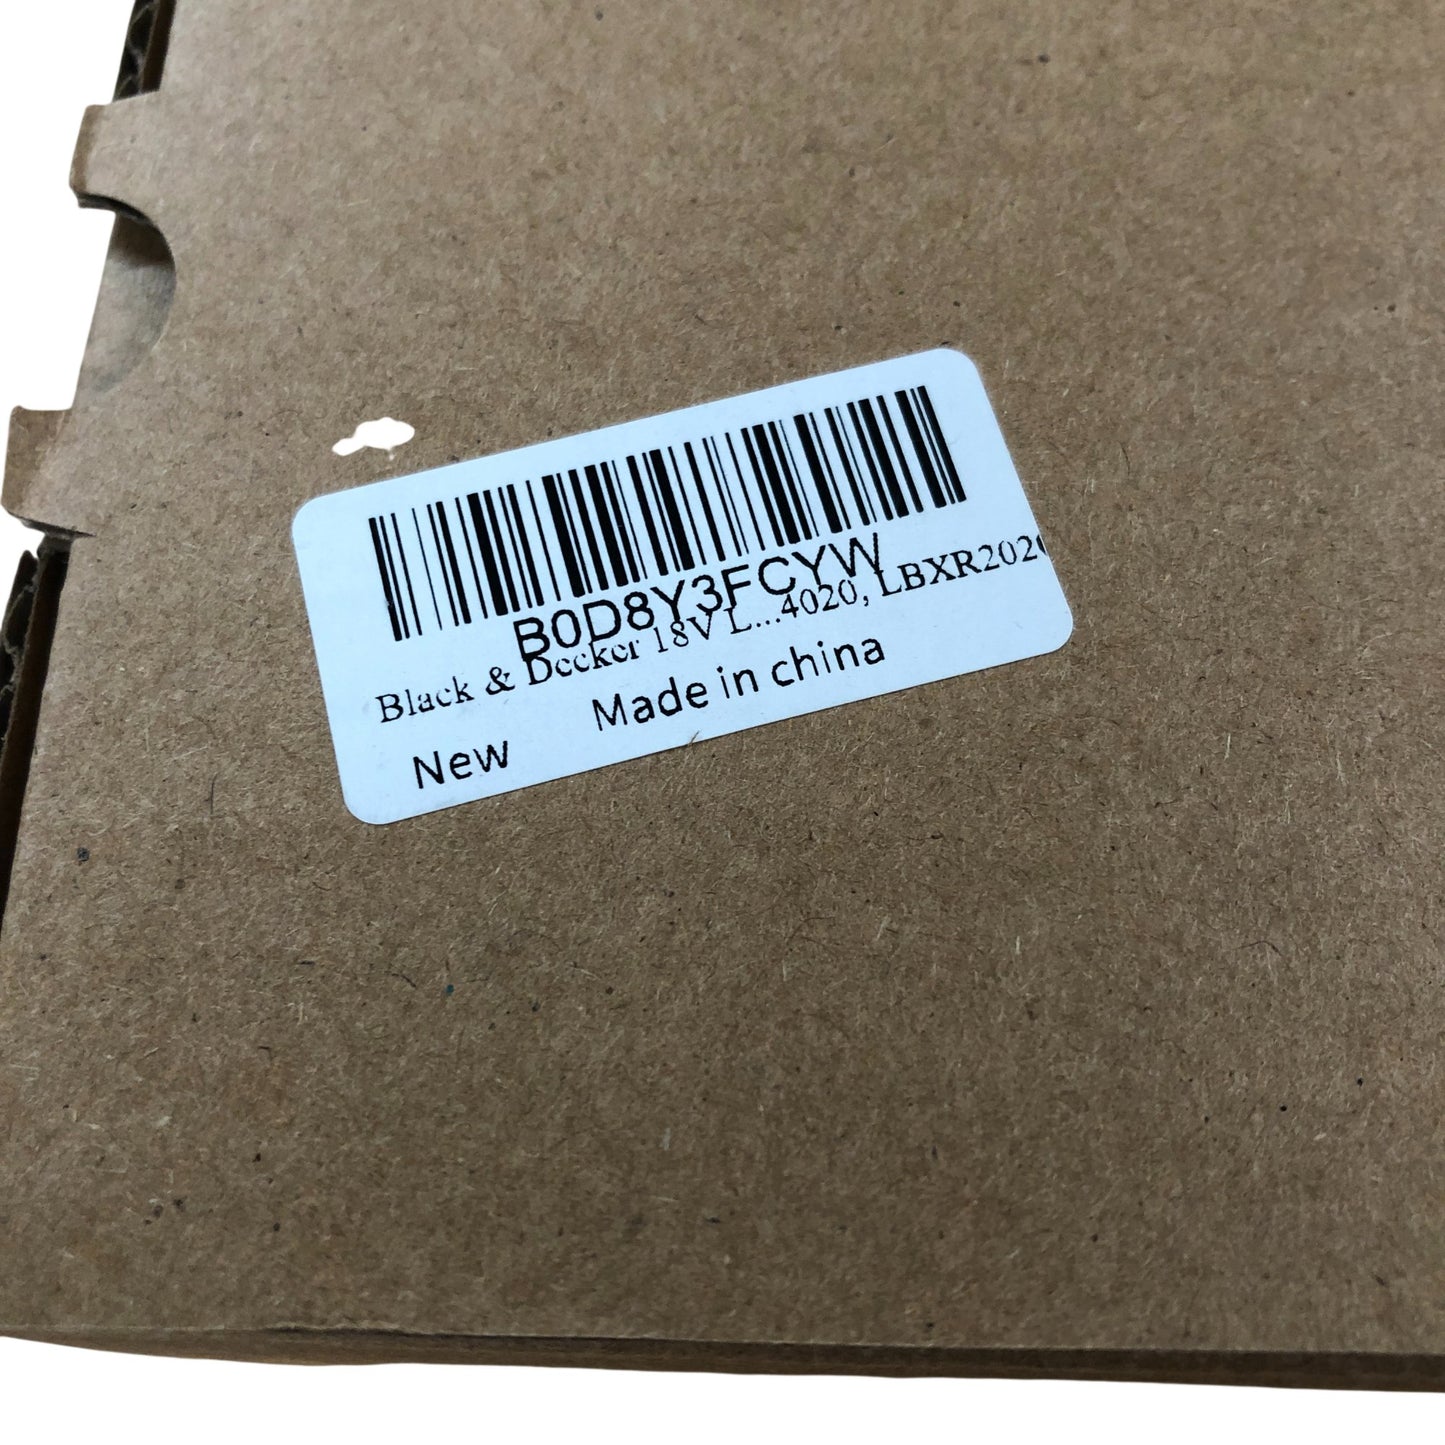 B0D8Y3FCYW
Black & Decker 18V L...4020, LBXR202
New Made in china